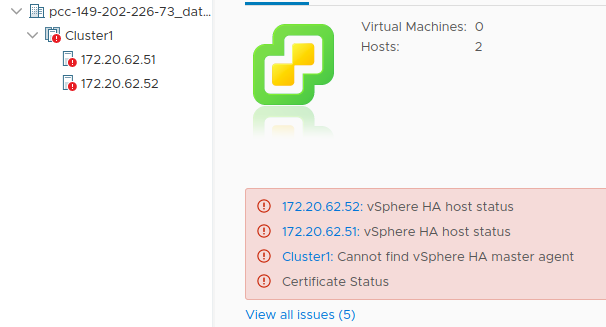 pcc-149-202-226-73_dat...
Cluster1
172.20.62.51
172.20.62.52
Virtual Machines: 0
Hosts: 2
172.20.62.52: vSphere HA host status
172.20.62.51: vSphere HA host status
Cluster1: Cannot find vSphere HA master agent
Certificate Status
View all issues (5)